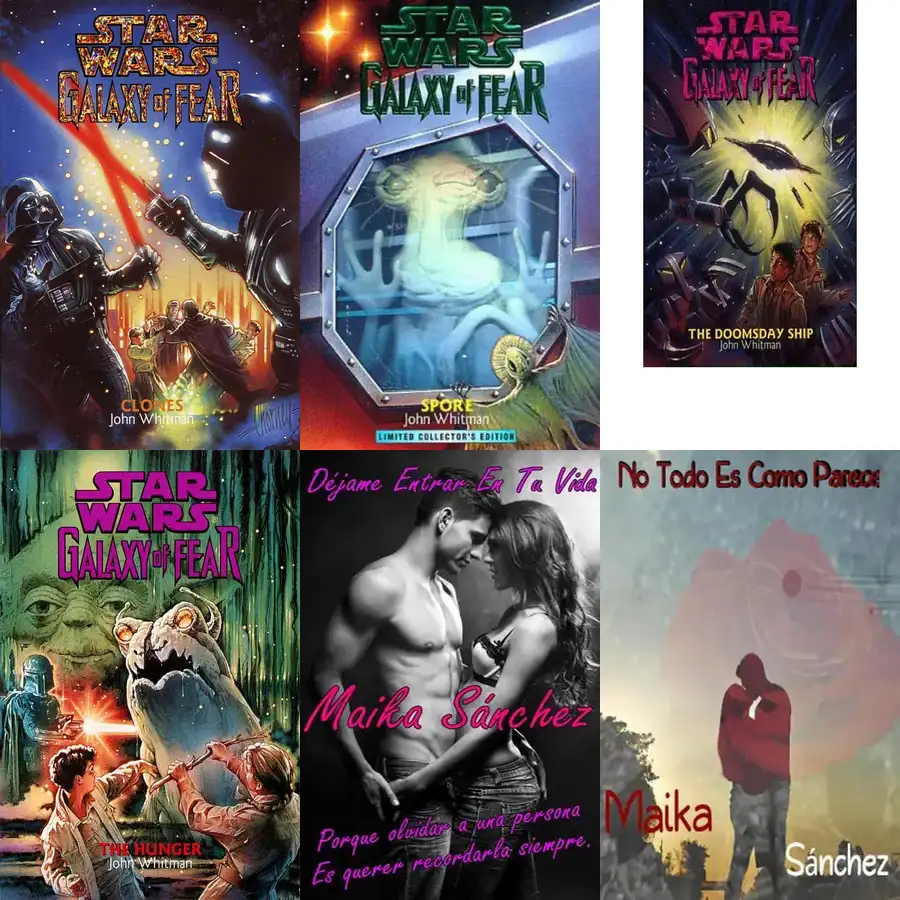 STAR
WARS
GALAXY of FEAR
CLONES
John Whitman
STAR
WARS
GALAXY of FEAR
SPORE
John Whitman
LIMITED COLLECTOR'S EDITION
STAR
WARS
GALAXY of FEAR
THE DOOMSDAY SHIP
John Whitman
STAR
WARS
GALAXY of FEAR
THE HUNGER
John Whitman
Déjame Entrar En Tu Vida
Maika Sánchez
Porque olvidar a una persona
Es querer recordarla siempre.
No Todo Es Como Parece
Maika
Sánchez